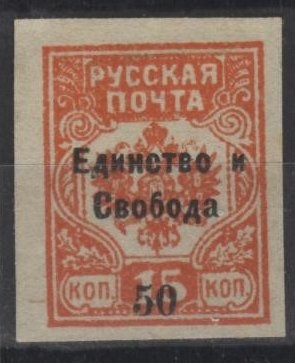 РУССКАЯ
ПОЧТА
Единство и
Свобода
КОП. 15 КОП.
50